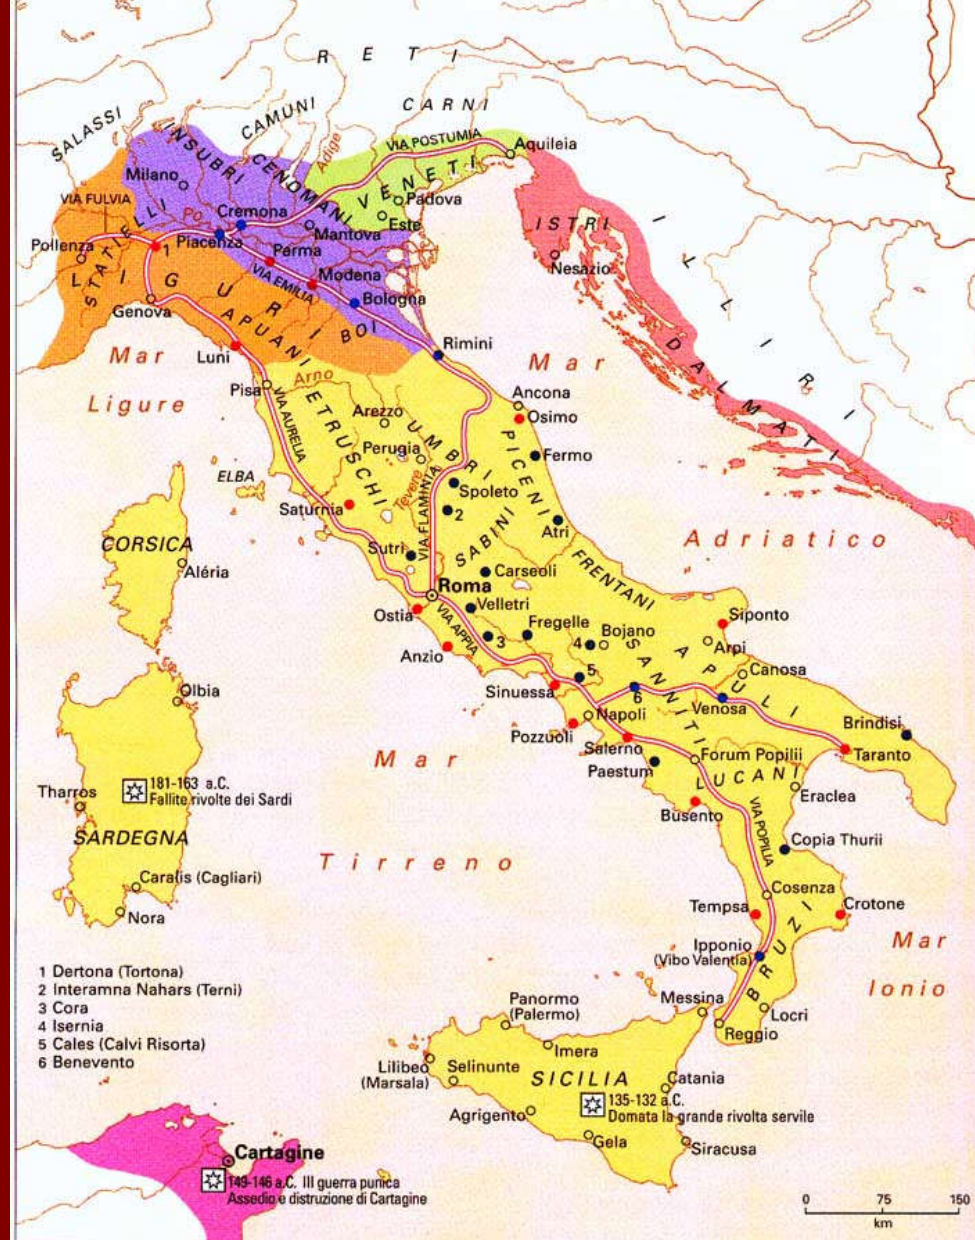 RETI
SALASSI
CAMUNI
CARNI
INSUBRI
CENOMANI
Adige
VIA POSTUMIA
Aquileia
Milano
VENETI
VIA FULVIA
Padova
STATIELLI
PO
Cremona
Este
ISTRI
Pollenza
1
Piacenza
Mantova
Parma
Nesazio
ILLIRI
LIGURI
VIA EMILIA
Modena
Genova
APUANI
BOI
Bologna
Mar
Ligure
Luni
Rimini
Mar
Adriatico
DALMATI
Pisa
Arno
VIA AURELIA
ETRUSCHI
Arezzo
Ancona
Osimo
UMBRI
PICENI
Perugia
Fermo
ELBA
Tevere
Spoleto
Saturnia
VIA FLAMINIA
2
Atri
CORSICA
Sutri
SABINI
Aléria
Carseoli
FRENTANI
Roma
Ostia
Velletri
VIA APPIA
3
Fregelle
4
Bojano
Siponto
Anzio
SANNITI
APULI
Arpi
Canosa
Olbia
Sinuessa
5
6
Venosa
Napoli
Brindisi
Pozzuoli
Salerno
Forum Popilii
Taranto
Mar
Tirreno
Paestum
LUCANI
Eraclea
Tharros
181-163 a.C.
Fallite rivolte dei Sardi
Busento
VIA POPILIA
SARDEGNA
Copia Thurii
Caralis (Cagliari)
Cosenza
Nora
Tempsa
Crotone
BRUZI
Ipponio
(Vibo Valentia)
Mar
Ionio
1 Dertona (Tortona)
2 Interamna Nahars (Terni)
3 Cora
4 Isernia
5 Cales (Calvi Risorta)
6 Benevento
Panormo
(Palermo)
Messina
Locri
Reggio
Imera
Lilibeo
(Marsala)
Selinunte
SICILIA
Catania
135-132 a.C.
Domata la grande rivolta servile
Agrigento
Gela
Siracusa
Cartagine
149-146 a.C. III guerra punica
Assedio e distruzione di Cartagine
0 75 150
km